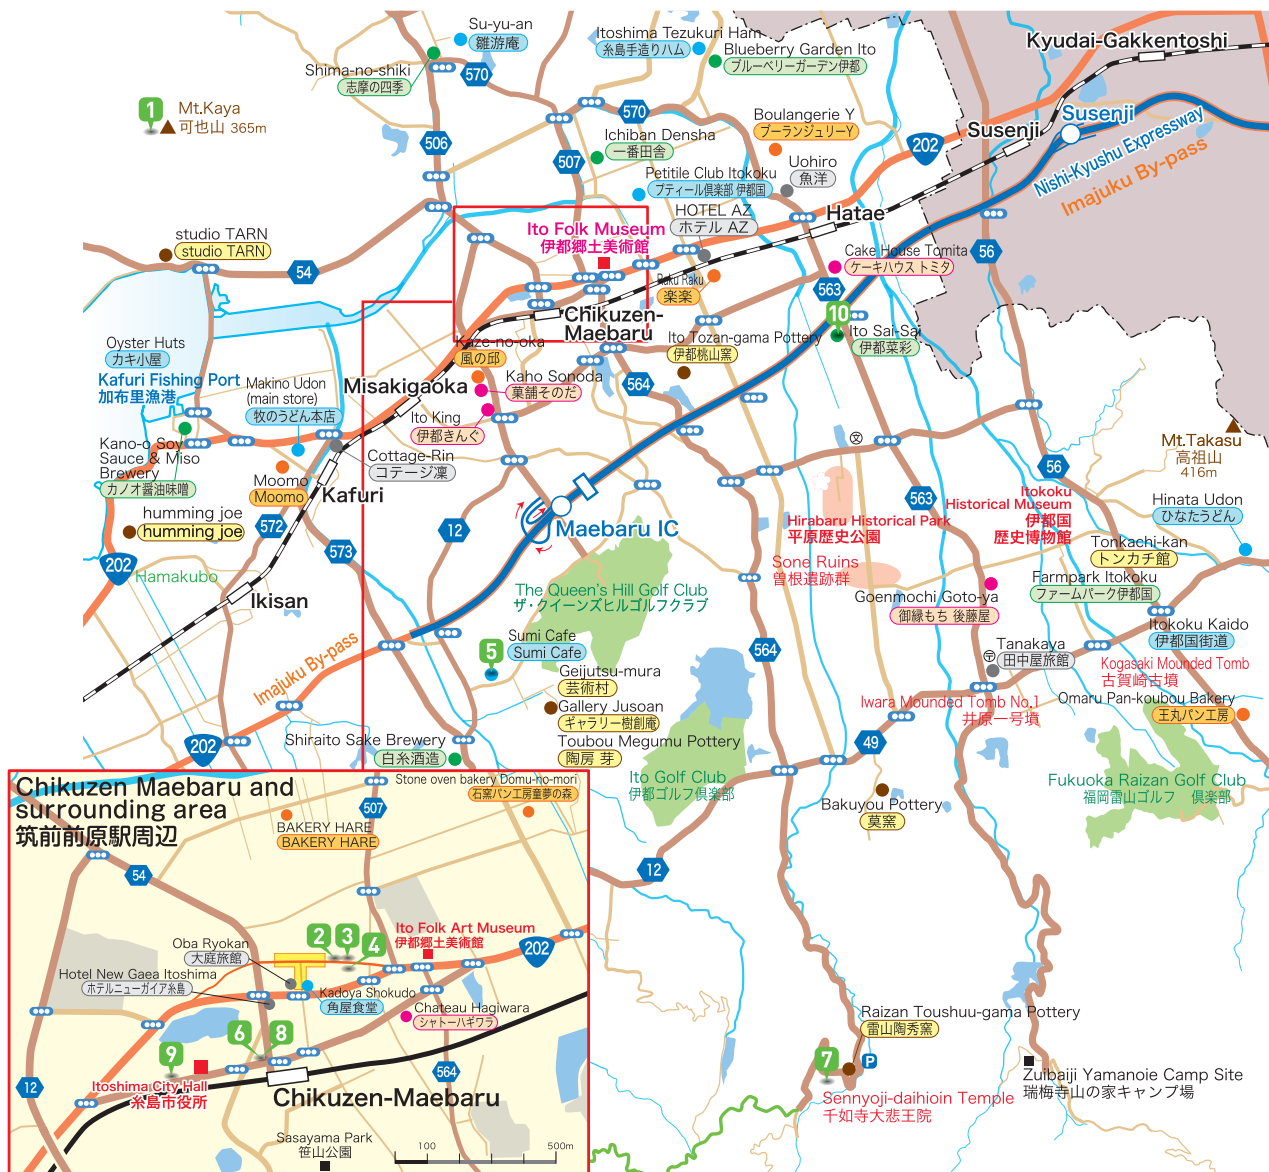 Su-yu-an
雛游庵
Itoshima Tezukuri Ham
糸島手造りハム
Blueberry Garden Ito
ブルーベリーガーデン伊都
Kyudai-Gakkentoshi
Shima-no-shiki
志摩の四季
570
1
Mt.Kaya
可也山 365m
506
570
Boulangerie Y
ブーランジュリーY
Ichiban Densha
一番田舎
507
Susenji
Susenji
202
Nishi-Kyushu Expressway
Imajuku By-pass
Petitile Club Itokoku
プティール倶楽部 伊都国
Uohiro
魚洋
HOTEL AZ
ホテル AZ
Hatae
Ito Folk Museum
伊都郷土美術館
studio TARN
studio TARN
54
Cake House Tomita
ケーキハウス トミタ
56
Raku Raku
楽楽
563
10
Chikuzen-
Maebaru
Ito Tozan-gama Pottery
伊都桃山窯
Ito Sai-Sai
伊都菜彩
Oyster Huts
カキ小屋
Kafuri Fishing Port
加布里漁港
Makino Udon
(main store)
牧のうどん本店
Misakigaoka
Kaze-no-oka
風の邱
Kaho Sonoda
菓舗そのだ
564
Ito King
伊都きんぐ
Kano-o Soy
Sauce & Miso
Brewery
カノオ醤油味噌
Cottage-Rin
コテージ凜
Moomo
Moomo
Kafuri
文
Mt.Takasu
高祖山
416m
56
humming joe
humming joe
572
573
12
Maebaru IC
563
Hirabaru Historical Park
平原歴史公園
Itokoku
Historical Museum
伊都国
歴史博物館
Hinata Udon
ひなたうどん
Tonkachi-kan
トンカチ館
202
Hamakubo
Ikisan
The Queen's Hill Golf Club
ザ・クイーンズヒルゴルフクラブ
Sone Ruins
曽根遺跡群
Farmpark Itokoku
ファームパーク伊都国
Goenmochi Goto-ya
御縁もち 後藤屋
Itokoku Kaido
伊都国街道
Imajuku By-pass
5
Sumi Cafe
Sumi Cafe
564
〒
Tanakaya
田中屋旅館
Kogasaki Mounded Tomb
古賀崎古墳
Geijutsu-mura
芸術村
Gallery Jusoan
ギャラリー樹創庵
Iwara Mounded Tomb No.1
井原一号墳
Omaru Pan-koubou Bakery
王丸パン工房
202
Shiraito Sake Brewery
白糸酒造
Toubou Megumu Pottery
陶房 芽
49
Ito Golf Club
伊都ゴルフ倶楽部
Bakuyou Pottery
莫窯
Fukuoka Raizan Golf Club
福岡雷山ゴルフ 倶楽部
12
Chikuzen Maebaru and
surrounding area
筑前前原駅周辺
Stone oven bakery Domu-no-mori
石窯パン工房童夢の森
507
BAKERY HARE
BAKERY HARE
54
Ito Folk Art Museum
伊都郷土美術館
2
3
4
202
Oba Ryokan
大庭旅館
Hotel New Gaea Itoshima
ホテルニューガイア糸島
Kadoya Shokudo
角屋食堂
Chateau Hagiwara
シャトーハギワラ
6
8
9
564
12
Itoshima City Hall
糸島市役所
Chikuzen-Maebaru
Sasayama Park
笹山公園
100
500m
Raizan Toushuu-gama Pottery
雷山陶秀窯
7
P
Sennyoji-daihioin Temple
千如寺大悲王院
Zuibaiji Yamanoie Camp Site
瑞梅寺山の家キャンプ場